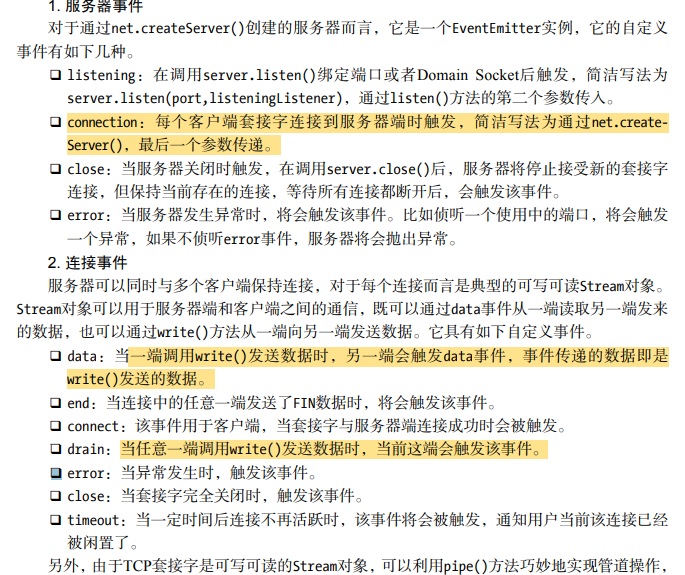 1. 服务器事件
对于通过net.createServer()创建的服务器而言，它是一个EventEmitter实例，它的自定义
事件有如下几种。
❑ listening：在调用server.listen()绑定端口或者Domain Socket后触发，简洁写法为
server.listen(port,listeningListener)，通过listen()方法的第二个参数传入。
❑ connection：每个客户端套接字连接到服务器端时触发，简洁写法为通过net.create-
Server()，最后一个参数传递。
❑ close：当服务器关闭时触发，在调用server.close()后，服务器将停止接受新的套接字
连接，但保持当前存在的连接，等待所有连接都断开后，会触发该事件。
❑ error：当服务器发生异常时，将会触发该事件。比如侦听一个使用中的端口，将会触发
一个异常，如果不侦听error事件，服务器将会抛出异常。
2. 连接事件
服务器可以同时与多个客户端保持连接，对于每个连接而言是典型的可写可读Stream对象。
Stream对象可以用于服务器端和客户端之间的通信，既可以通过data事件从一端读取另一端发来
的数据，也可以通过write()方法从一端向另一端发送数据。它具有如下自定义事件。
❑ data：当一端调用write()发送数据时，另一端会触发data事件，事件传递的数据即是
write()发送的数据。
❑ end：当连接中的任意一端发送了FIN数据时，将会触发该事件。
❑ connect：该事件用于客户端，当套接字与服务器端连接成功时会被触发。
❑ drain：当任意一端调用write()发送数据时，当前这端会触发该事件。
❑ error：当异常发生时，触发该事件。
❑ close：当套接字完全关闭时，触发该事件。
❑ timeout：当一定时间后连接不再活跃时，该事件将会被触发，通知用户当前该连接已经
被闲置了。
另外，由于TCP套接字是可写可读的Stream对象，可以利用pipe()方法巧妙地实现管道操作，